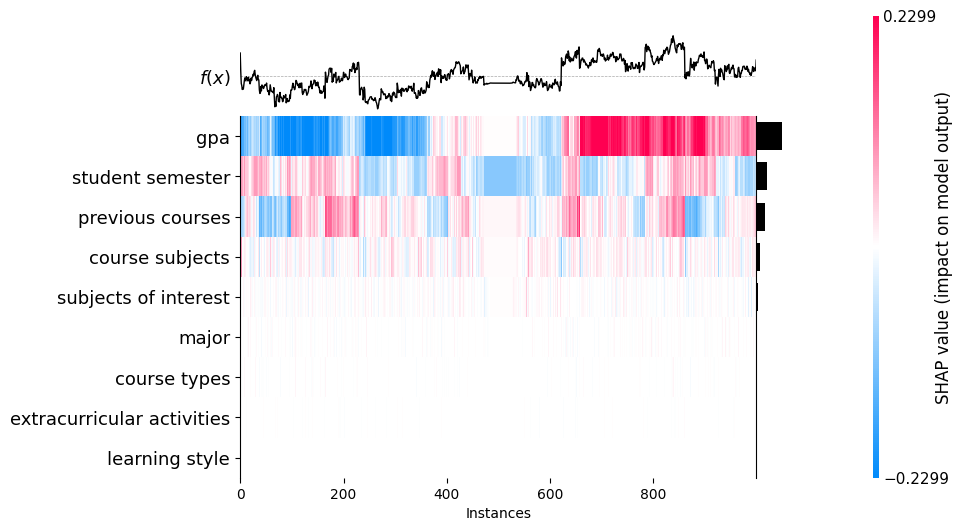 0.2299
f(x)
gpa
student semester
previous courses
course subjects
subjects of interest
major
course types
extracurricular activities
learning style
0 200 400 600 800
Instances
SHAP value (impact on model output)
−0.2299